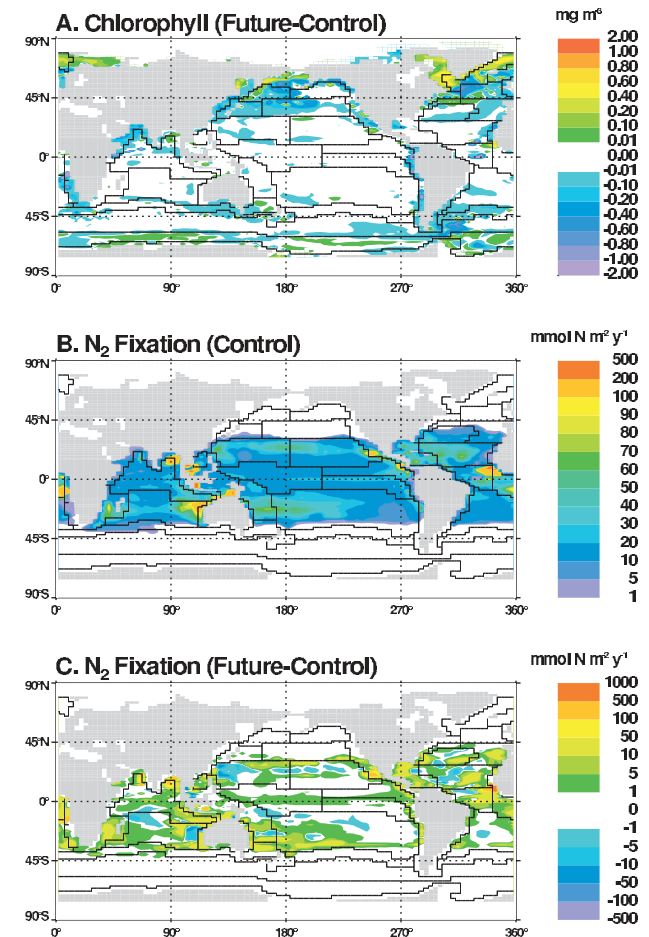 A. Chlorophyll (Future-Control)
mg m⁻³
90°N
45°N
0°
45°S
90°S
0° 90° 180° 270° 360°
2.00
1.00
0.80
0.60
0.40
0.20
0.10
0.01
0.00
-0.01
-0.10
-0.20
-0.40
-0.60
-0.80
-1.00
-2.00
B. N₂ Fixation (Control)
mmol N m⁻² y⁻¹
90°N
45°N
0°
45°S
90°S
0° 90° 180° 270° 360°
500
200
100
90
80
70
60
50
40
30
20
10
5
1
C. N₂ Fixation (Future-Control)
mmol N m⁻² y⁻¹
90°N
45°N
0°
45°S
90°S
0° 90° 180° 270° 360°
1000
500
100
50
10
5
1
0
-1
-5
-10
-50
-100
-500